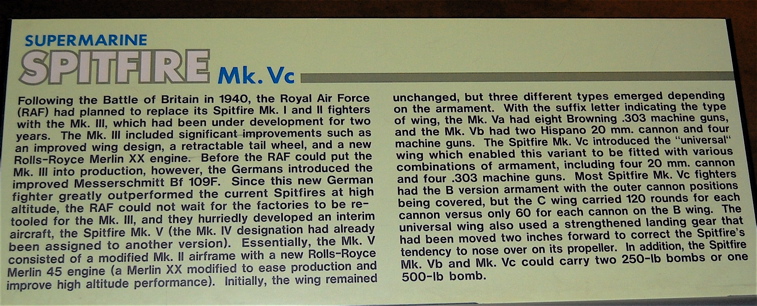 SUPERMARINE
SPITFIRE Mk. Vc
Following the Battle of Britain in 1940, the Royal Air Force
(RAF) had planned to replace its Spitfire Mk. I and II fighters
with the Mk. III, which had been under development for two
years. The Mk. III included significant improvements such as
an improved wing design, a retractable tail wheel, and a new
Rolls-Royce Merlin XX engine. Before the RAF could put the
Mk. III into production, however, the Germans introduced the
improved Messerschmitt Bf 109F. Since this new German
fighter greatly outperformed the current Spitfires at high
altitude, the RAF could not wait for the factories to be re-
tooled for the Mk. III, and they hurriedly developed an interim
aircraft, the Spitfire Mk. V (the Mk. IV designation had already
been assigned to another version). Essentially, the Mk. V
consisted of a modified Mk. II airframe with a new Rolls-Royce
Merlin 45 engine (a Merlin XX modified to ease production and
improve high altitude performance). Initially, the wing remained
unchanged, but three different types emerged depending
on the armament. With the suffix letter indicating the type
of wing, the Mk. Va had eight Browning .303 machine guns,
and the Mk. Vb had two Hispano 20 mm. cannon and four
machine guns. The Spitfire Mk. Vc introduced the "universal"
wing which enabled this variant to be fitted with various
combinations of armament, including four 20 mm. cannon
and four .303 machine guns. Most Spitfire Mk. Vc fighters
had the B version armament with the outer cannon positions
being covered, but the C wing carried 120 rounds for each
cannon versus only 60 for each cannon on the B wing. The
universal wing also used a strengthened landing gear that
had been moved two inches forward to correct the Spitfire's
tendency to nose over on its propeller. In addition, the Spitfire
Mk. Vb and Mk. Vc could carry two 250-lb bombs or one
500-lb bomb.